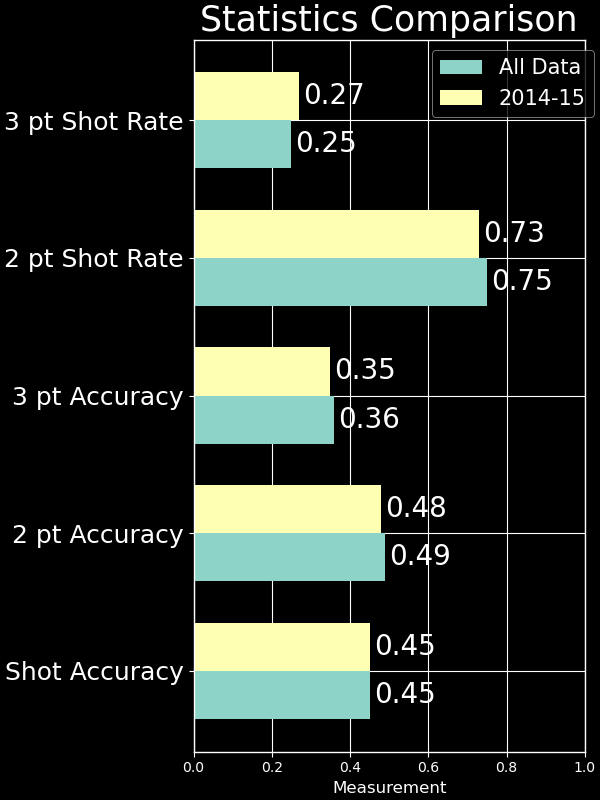 Statistics Comparison
All Data
2014-15
3 pt Shot Rate
0.27
0.25
2 pt Shot Rate
0.73
0.75
3 pt Accuracy
0.35
0.36
2 pt Accuracy
0.48
0.49
Shot Accuracy
0.45
0.45
0.0 0.2 0.4 0.6 0.8 1.0
Measurement